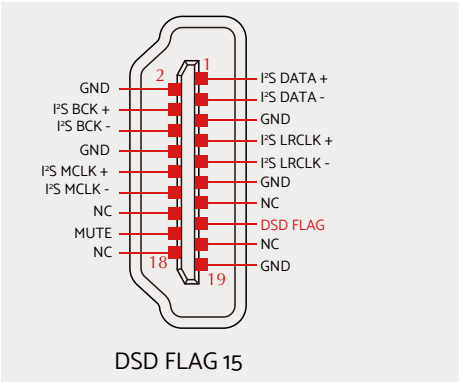 1
2
I²S DATA +
GND
I²S DATA -
I²S BCK +
GND
I²S BCK -
I²S LRCLK +
GND
I²S LRCLK -
I²S MCLK +
GND
I²S MCLK -
NC
NC
DSD FLAG
MUTE
NC
NC
18
GND
19
DSD FLAG 15